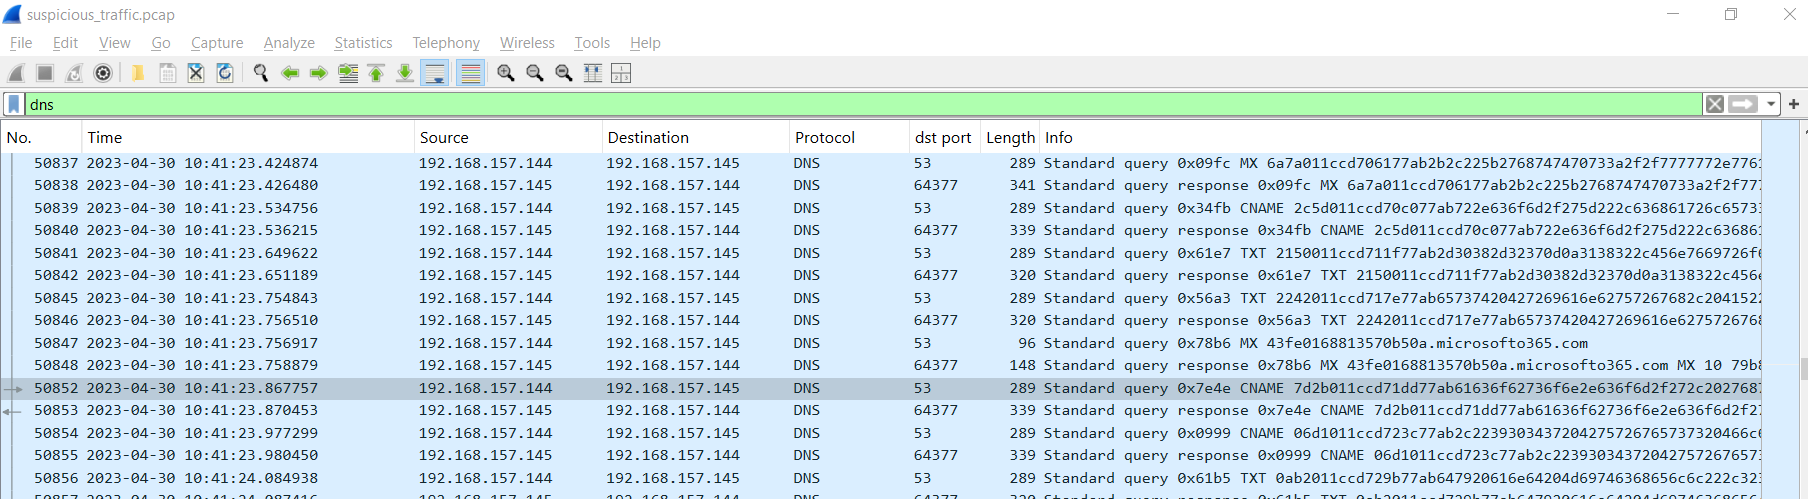 suspicious_traffic.pcap
File Edit View Go Capture Analyze Statistics Telephony Wireless Tools Help
dns
No. Time Source Destination Protocol dst port Length Info
50837 2023-04-30 10:41:23.424874 192.168.157.144 192.168.157.145 DNS 53 289 Standard query 0x09fc MX 6a7a011ccd706177ab2b2c225b2768747470733a2f2f7777772e7761
50838 2023-04-30 10:41:23.426480 192.168.157.145 192.168.157.144 DNS 64377 341 Standard query response 0x09fc MX 6a7a011ccd706177ab2b2c225b2768747470733a2f2f777
50839 2023-04-30 10:41:23.534756 192.168.157.144 192.168.157.145 DNS 53 289 Standard query 0x34fb CNAME 2c5d011ccd70c077ab722e636f6d2f275d222c636861726c65733
50840 2023-04-30 10:41:23.536215 192.168.157.145 192.168.157.144 DNS 64377 339 Standard query response 0x34fb CNAME 2c5d011ccd70c077ab722e636f6d2f275d222c636861
50841 2023-04-30 10:41:23.649622 192.168.157.144 192.168.157.145 DNS 53 289 Standard query 0x61e7 TXT 2150011ccd711f77ab2d30382d32370d0a3138322c456e7669726f6
50842 2023-04-30 10:41:23.651189 192.168.157.145 192.168.157.144 DNS 64377 320 Standard query response 0x61e7 TXT 2150011ccd711f77ab2d30382d32370d0a3138322c456e
50845 2023-04-30 10:41:23.754843 192.168.157.144 192.168.157.145 DNS 53 289 Standard query 0x56a3 TXT 2242011ccd717e77ab65737420427269616e62757267682c2041522
50846 2023-04-30 10:41:23.756510 192.168.157.145 192.168.157.144 DNS 64377 320 Standard query response 0x56a3 TXT 2242011ccd717e77ab65737420427269616e6275726768
50847 2023-04-30 10:41:23.756917 192.168.157.144 192.168.157.145 DNS 53 96 Standard query 0x78b6 MX 43fe0168813570b50a.microsofto365.com
50848 2023-04-30 10:41:23.758879 192.168.157.145 192.168.157.144 DNS 64377 148 Standard query response 0x78b6 MX 43fe0168813570b50a.microsofto365.com MX 10 79b8
50852 2023-04-30 10:41:23.867757 192.168.157.144 192.168.157.145 DNS 53 289 Standard query 0x7e4e CNAME 7d2b011ccd71dd77ab61636f62736f6e2e636f6d2f272c2027687
50853 2023-04-30 10:41:23.870453 192.168.157.145 192.168.157.144 DNS 64377 339 Standard query response 0x7e4e CNAME 7d2b011ccd71dd77ab61636f62736f6e2e636f6d2f27
50854 2023-04-30 10:41:23.977299 192.168.157.144 192.168.157.145 DNS 53 289 Standard query 0x0999 CNAME 06d1011ccd723c77ab2c22393034372042757267657373204666c6
50855 2023-04-30 10:41:23.980450 192.168.157.145 192.168.157.144 DNS 64377 339 Standard query response 0x0999 CNAME 06d1011ccd723c77ab2c2239303437204275726765 73
50856 2023-04-30 10:41:24.084938 192.168.157.144 192.168.157.145 DNS 53 289 Standard query 0x61b5 TXT 0ab2011ccd729b77ab647920616e64204d69746368656c6c222c323